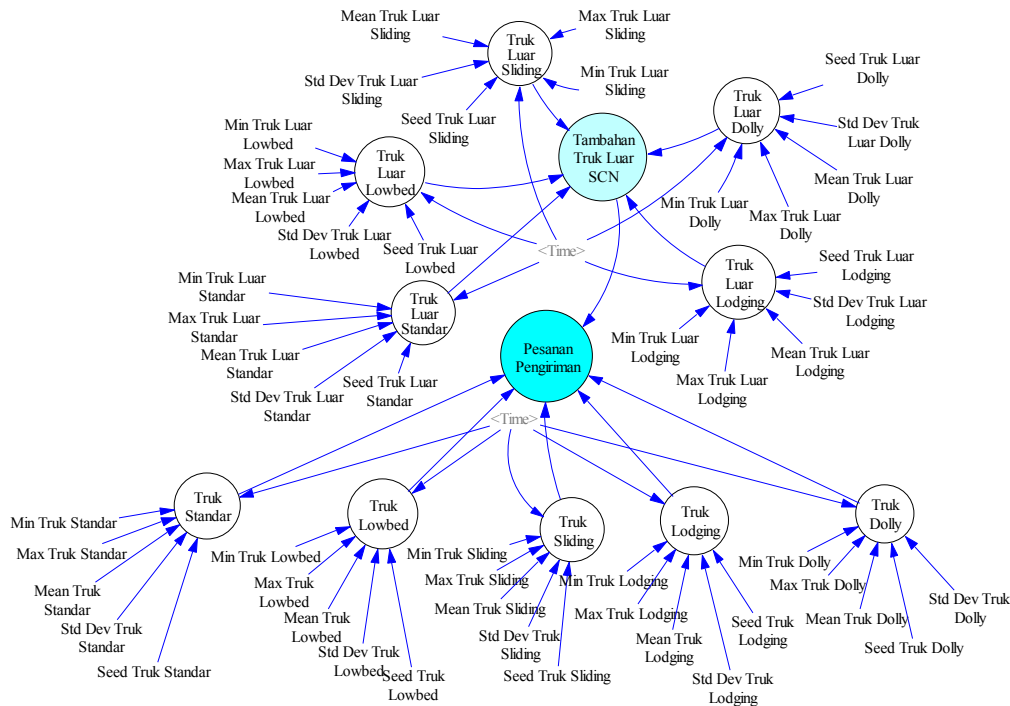 Mean Truk Luar
Sliding
Truk
Luar
Sliding
Max Truk Luar
Sliding
Std Dev Truk Luar
Sliding
Min Truk Luar
Sliding
Seed Truk Luar
Sliding
Truk
Luar
Dolly
Seed Truk Luar
Dolly
Std Dev Truk
Luar Dolly
Mean Truk Luar
Dolly
Min Truk Luar
Dolly
Max Truk Luar
Dolly
Tambahan
Truk Luar
SCN
Min Truk Luar
Lowbed
Max Truk Luar
Lowbed
Mean Truk Luar
Lowbed
Std Dev Truk Luar
Lowbed
Seed Truk Luar
Lowbed
Truk
Luar
Lowbed
<Time>
Min Truk Luar
Standar
Max Truk Luar
Standar
Mean Truk Luar
Standar
Std Dev Truk Luar
Standar
Seed Truk Luar
Standar
Truk
Luar
Standar
Truk
Luar
Lodging
Seed Truk Luar
Lodging
Std Dev Truk Luar
Lodging
Min Truk Luar
Lodging
Mean Truk Luar
Lodging
Max Truk Luar
Lodging
Pesanan
Pengiriman
<Time>
Truk
Standar
Min Truk Standar
Max Truk Standar
Mean Truk
Standar
Std Dev Truk
Standar
Seed Truk Standar
Truk
Lowbed
Min Truk Lowbed
Max Truk
Lowbed
Mean Truk
Lowbed
Std Dev Truk
Lowbed
Seed Truk
Lowbed
Truk
Sliding
Min Truk Sliding
Max Truk Sliding
Mean Truk Sliding
Std Dev Truk
Sliding
Seed Truk Sliding
Truk
Lodging
Min Truk Lodging
Max Truk Lodging
Mean Truk
Lodging
Seed Truk
Lodging
Std Dev Truk
Lodging
Truk
Dolly
Min Truk Dolly
Max Truk Dolly
Mean Truk Dolly
Std Dev Truk
Dolly
Seed Truk Dolly